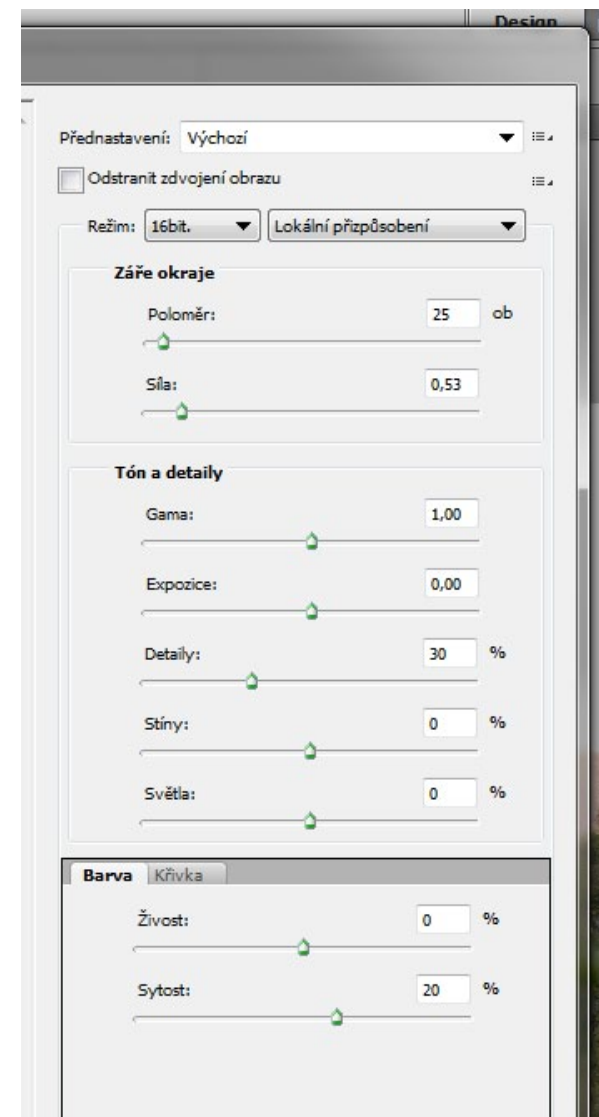 Design
Přednastavení: Výchozí
Odstranit zdvojení obrazu
Režim: 16bit. Lokální přizpůsobení
Záře okraje
Poloměr: 25 ob
Síla: 0,53
Tón a detaily
Gama: 1,00
Expozice: 0,00
Detaily: 30 %
Stíny: 0 %
Světla: 0 %
Barva Křivka
Živost: 0 %
Sytost: 20 %